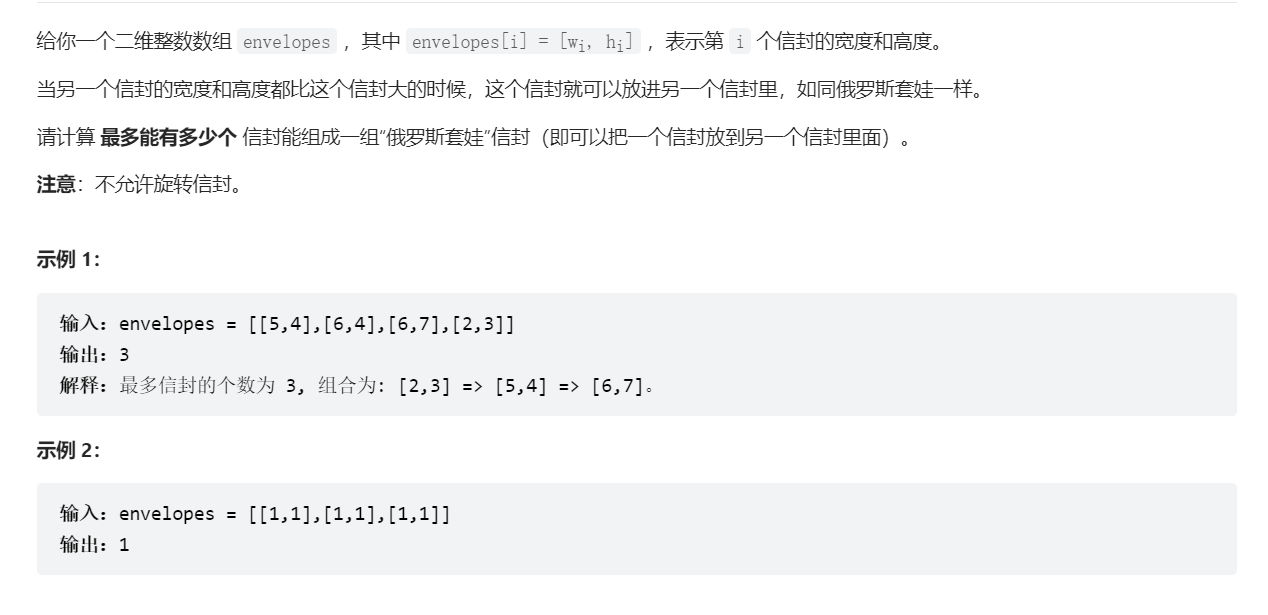 给你一个二维整数数组 envelopes ，其中 envelopes[i] = [wi, hi] ，表示第 i 个信封的宽度和高度。
当另一个信封的宽度和高度都比这个信封大的时候，这个信封就可以放进另一个信封里，如同俄罗斯套娃一样。
请计算 最多能有多少个 信封能组成一组“俄罗斯套娃”信封（即可以把一个信封放到另一个信封里面）。
注意：不允许旋转信封。
示例 1：
输入：envelopes = [[5,4],[6,4],[6,7],[2,3]]
输出：3
解释：最多信封的个数为 3, 组合为: [2,3] => [5,4] => [6,7]。
示例 2：
输入：envelopes = [[1,1],[1,1],[1,1]]
输出：1